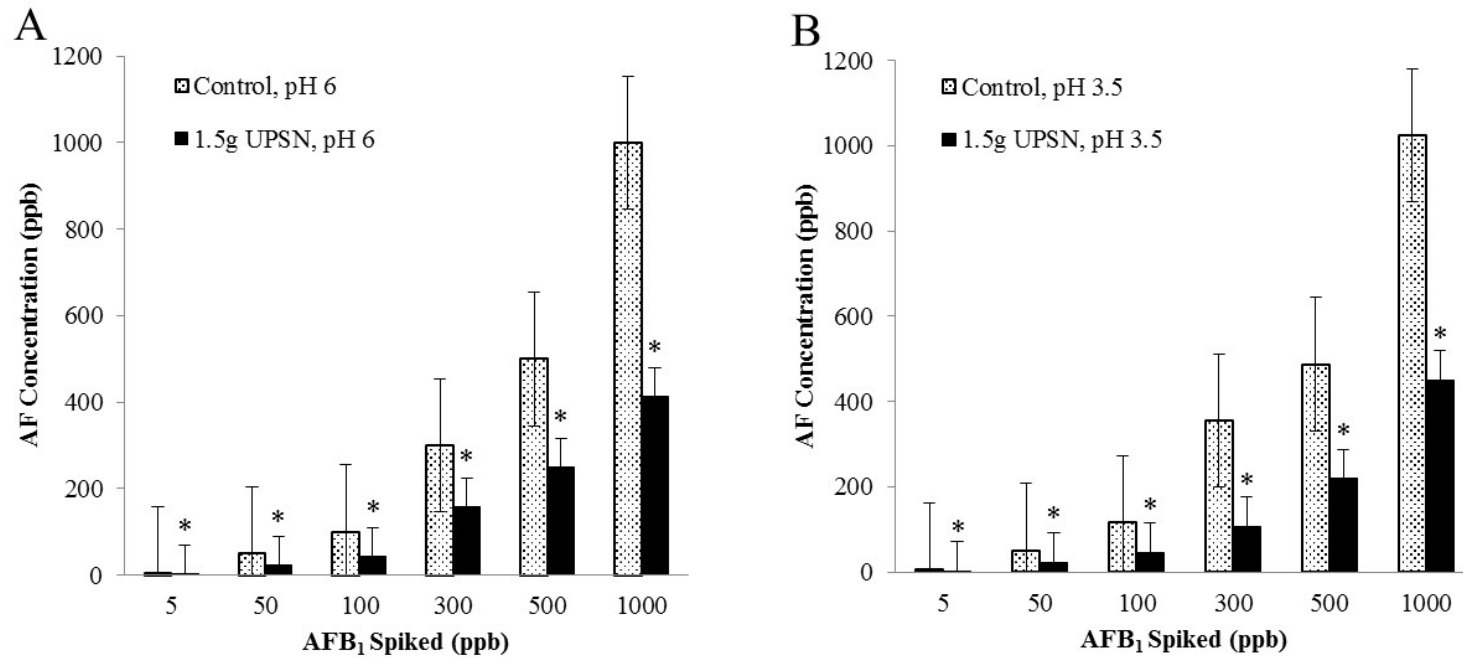 A
AF Concentration (ppb)
1200
1000
800
600
400
200
0
Control, pH 6
1.5g UPSN, pH 6
*
*
*
*
*
*
5 50 100 300 500 1000
AFB₁ Spiked (ppb)
B
AF Concentration (ppb)
1200
1000
800
600
400
200
0
Control, pH 3.5
1.5g UPSN, pH 3.5
*
*
*
*
*
*
5 50 100 300 500 1000
AFB₁ Spiked (ppb)